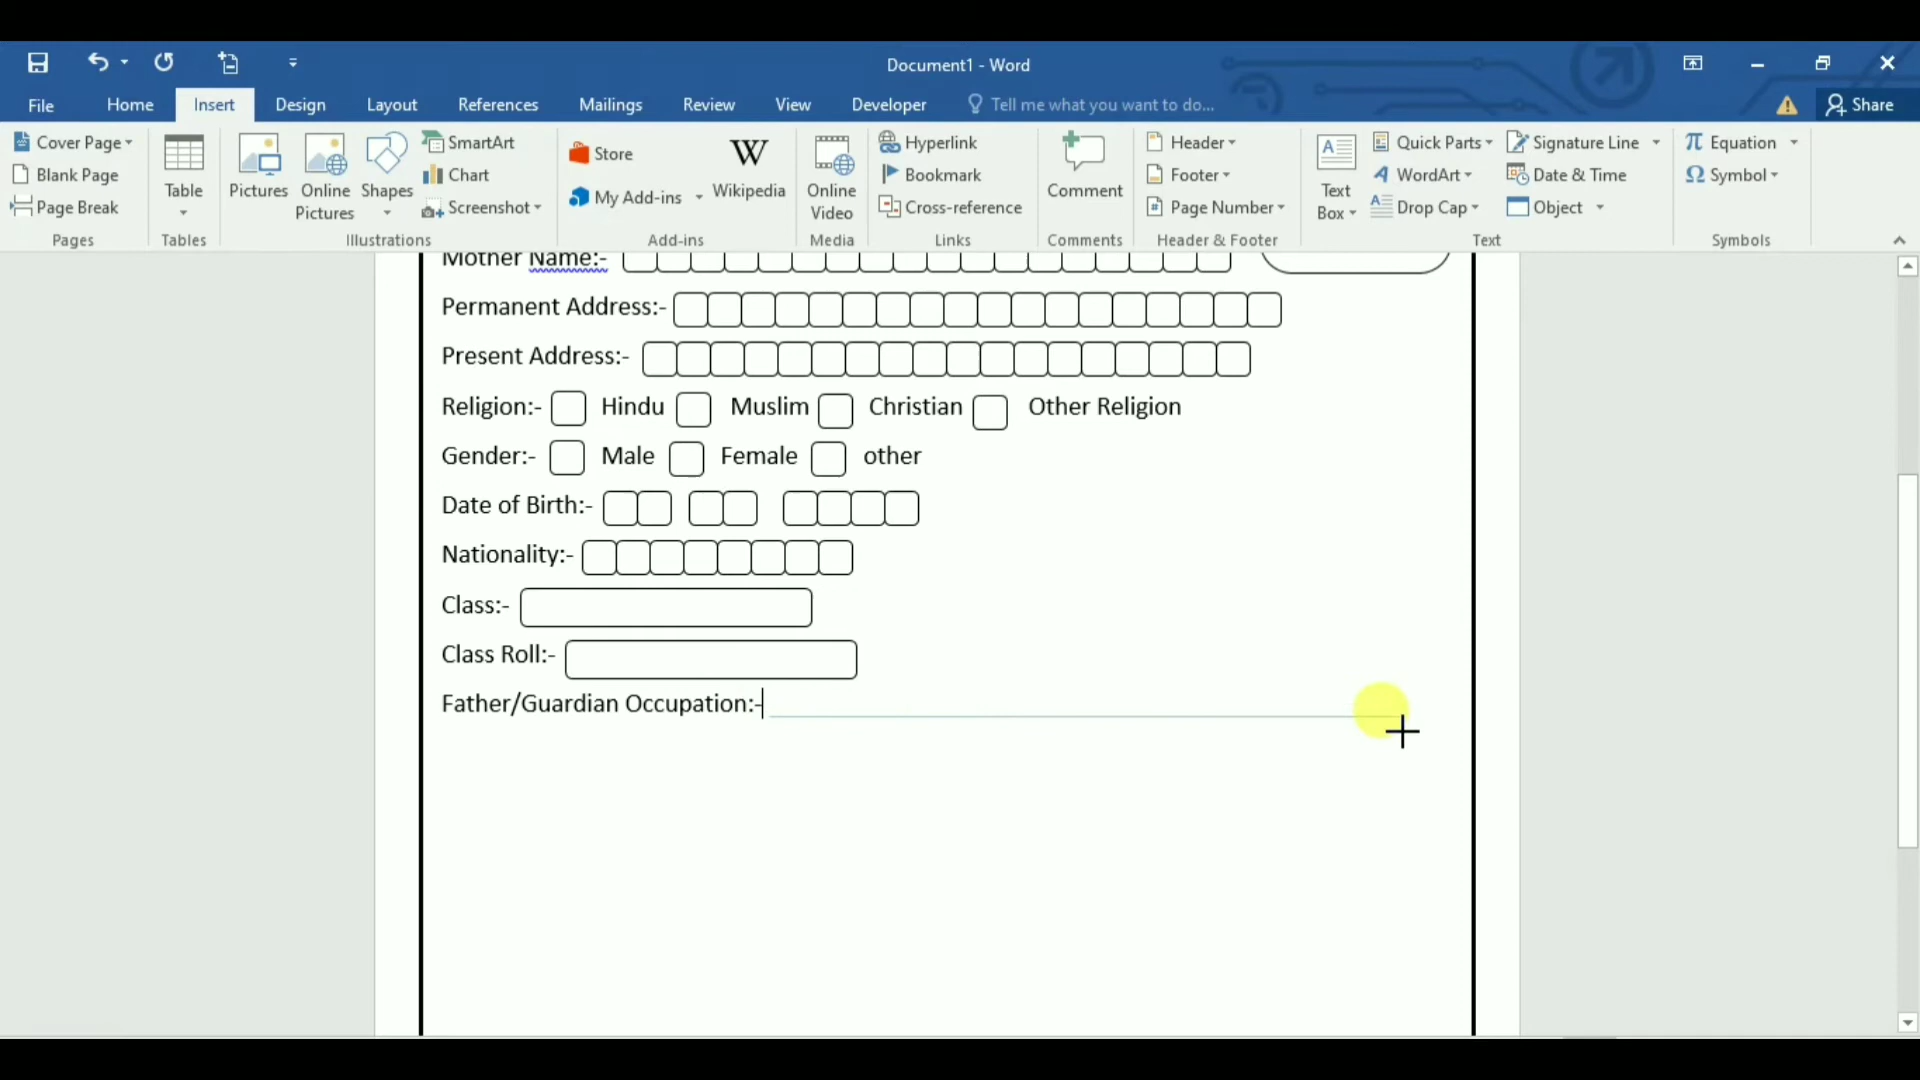 Document1 - Word
File Home Insert Design Layout References Mailings Review View Developer Tell me what you want to do... Share
Cover Page
Blank Page
Page Break
Pages
Table
Tables
Pictures
Online Pictures
Shapes
SmartArt
Chart
Screenshot
Illustrations
Store
My Add-ins
Wikipedia
Add-ins
Online Video
Media
Hyperlink
Bookmark
Cross-reference
Links
Comment
Comments
Header
Footer
Page Number
Header & Footer
Text Box
Quick Parts
WordArt
Drop Cap
Signature Line
Date & Time
Object
Text
Equation
Symbol
Symbols
Mother Name:-
Permanent Address:-
Present Address:-
Religion:- Hindu Muslim Christian Other Religion
Gender:- Male Female other
Date of Birth:-
Nationality:-
Class:-
Class Roll:-
Father/Guardian Occupation:-